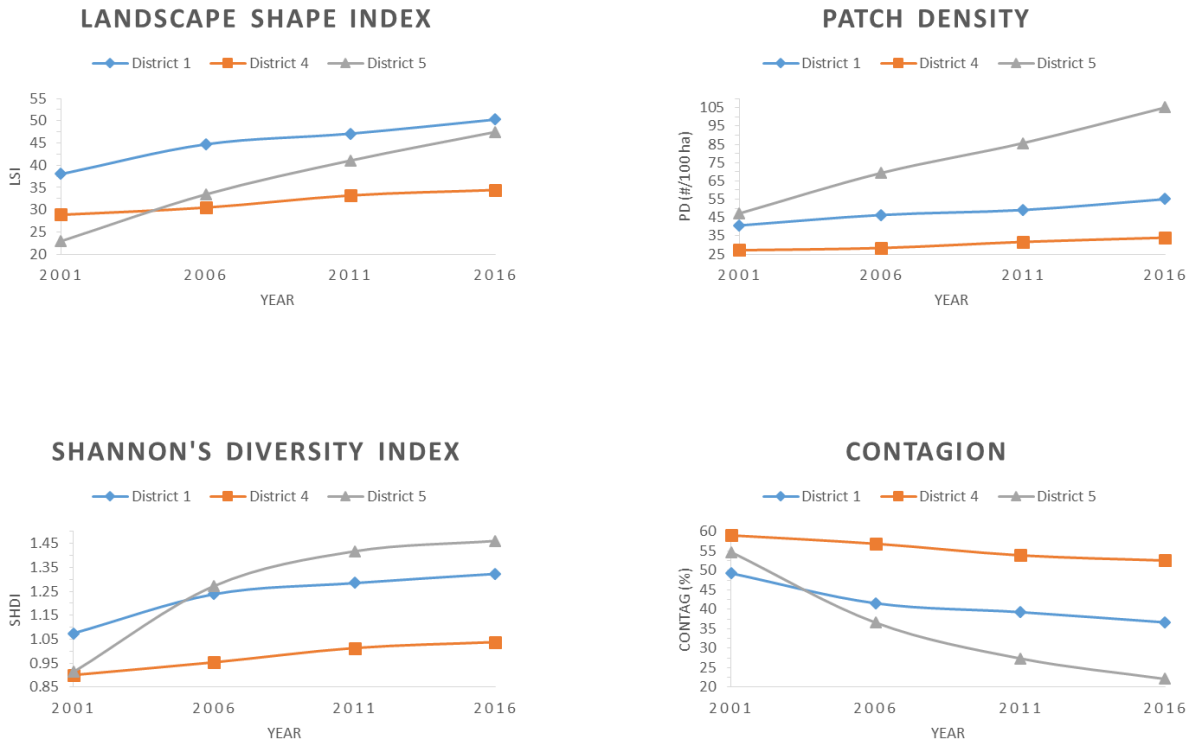 LANDSCAPE SHAPE INDEX
District 1 District 4 District 5
55
50
45
40
35
30
25
20
LSI
2001 2006 2011 2016
YEAR
PATCH DENSITY
District 1 District 4 District 5
105
95
85
75
65
55
45
35
25
PD (#/100 ha)
2001 2006 2011 2016
YEAR
SHANNON'S DIVERSITY INDEX
District 1 District 4 District 5
1.45
1.35
1.25
1.15
1.05
0.95
0.85
SHDI
2001 2006 2011 2016
YEAR
CONTAGION
District 1 District 4 District 5
60
55
50
45
40
35
30
25
20
CONTAG (%)
2001 2006 2011 2016
YEAR